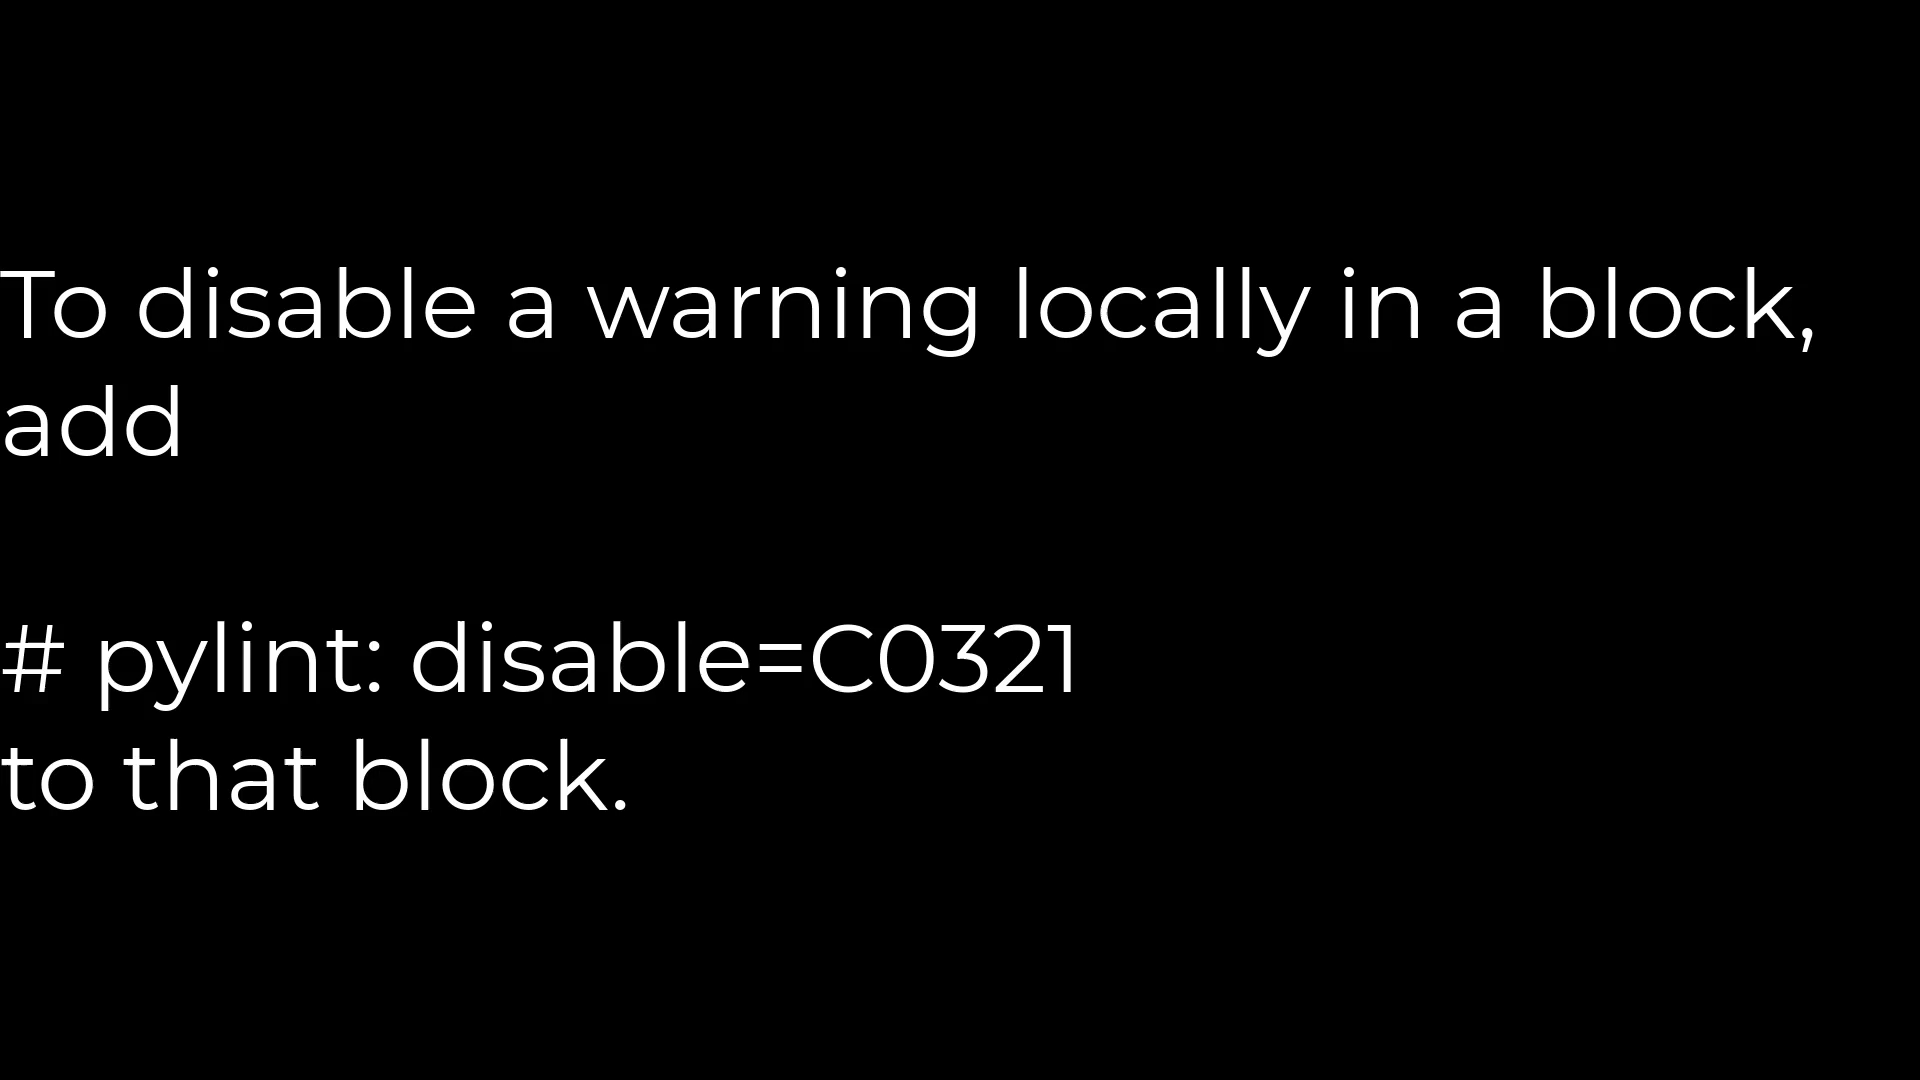 To disable a warning locally in a block,
add
# pylint: disable=C0321
to that block.